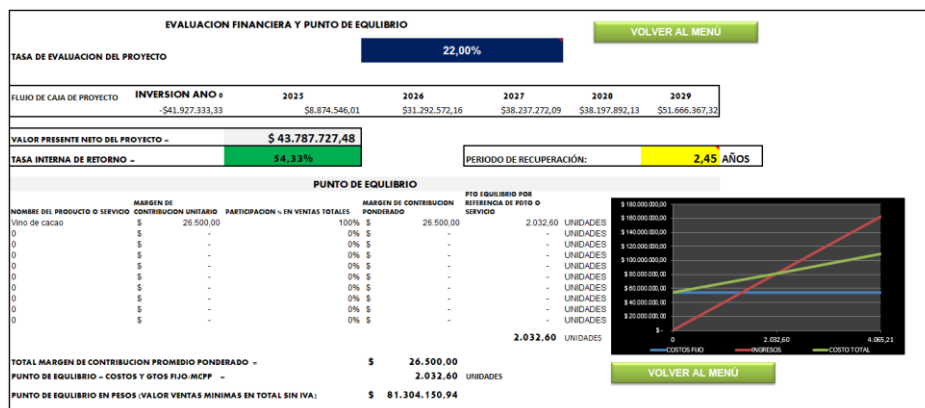 EVALUACION FINANCIERA Y PUNTO DE EQULIBRIO
VOLVER AL MENÚ
TASA DE EVALUACION DEL PROYECTO 22,00%
FLUJO DE CAJA DE PROYECTO INVERSION ANO 0 2025 2026 2027 2028 2029
-$41.927.333,33 $8.874.546,01 $31.292.572,16 $38.237.272,09 $38.197.892,13 $51.666.367,32
VALOR PRESENTE NETO DEL PROYECTO = $ 43.787.727,48
TASA INTERNA DE RETORNO = 54,33% PERIODO DE RECUPERACIÓN: 2,45 AÑOS
PUNTO DE EQULIBRIO
NOMBRE DEL PRODUCTO O SERVICIO MARGEN DE CONTRIBUCION UNITARIO PARTICIPACION % EN VENTAS TOTALES MARGEN DE CONTRIBUCION PONDERADO PTO EQUILIBRIO POR REFERENCIA DE PDTO O SERVICIO
Vino de cacao $ 26.500,00 100% $ 26.500,00 2.032,60 UNIDADES
0 $ - 0% $ - - UNIDADES
0 $ - 0% $ - - UNIDADES
0 $ - 0% $ - - UNIDADES
0 $ - 0% $ - - UNIDADES
0 $ - 0% $ - - UNIDADES
0 $ - 0% $ - - UNIDADES
0 $ - 0% $ - - UNIDADES
0 $ - 0% $ - - UNIDADES
0 $ - 0% $ - - UNIDADES
2.032,60 UNIDADES
$ 180.000.000,00
$ 160.000.000,00
$ 140.000.000,00
$ 120.000.000,00
$ 100.000.000,00
$ 80.000.000,00
$ 60.000.000,00
$ 40.000.000,00
$ 20.000.000,00
$ -
0 2.032,60 4.065,21
COSTOS FIJO INGRESOS COSTO TOTAL
TOTAL MARGEN DE CONTRIBUCION PROMEDIO PONDERADO = $ 26.500,00
PUNTO DE EQULIBRIO = COSTOS Y GTOS FIJO/MCPP = 2.032,60 UNIDADES
VOLVER AL MENÚ
PUNTO DE EQULIBRIO EN PESOS (VALOR VENTAS MINIMAS EN TOTAL SIN IVA) $ 81.304.150,94